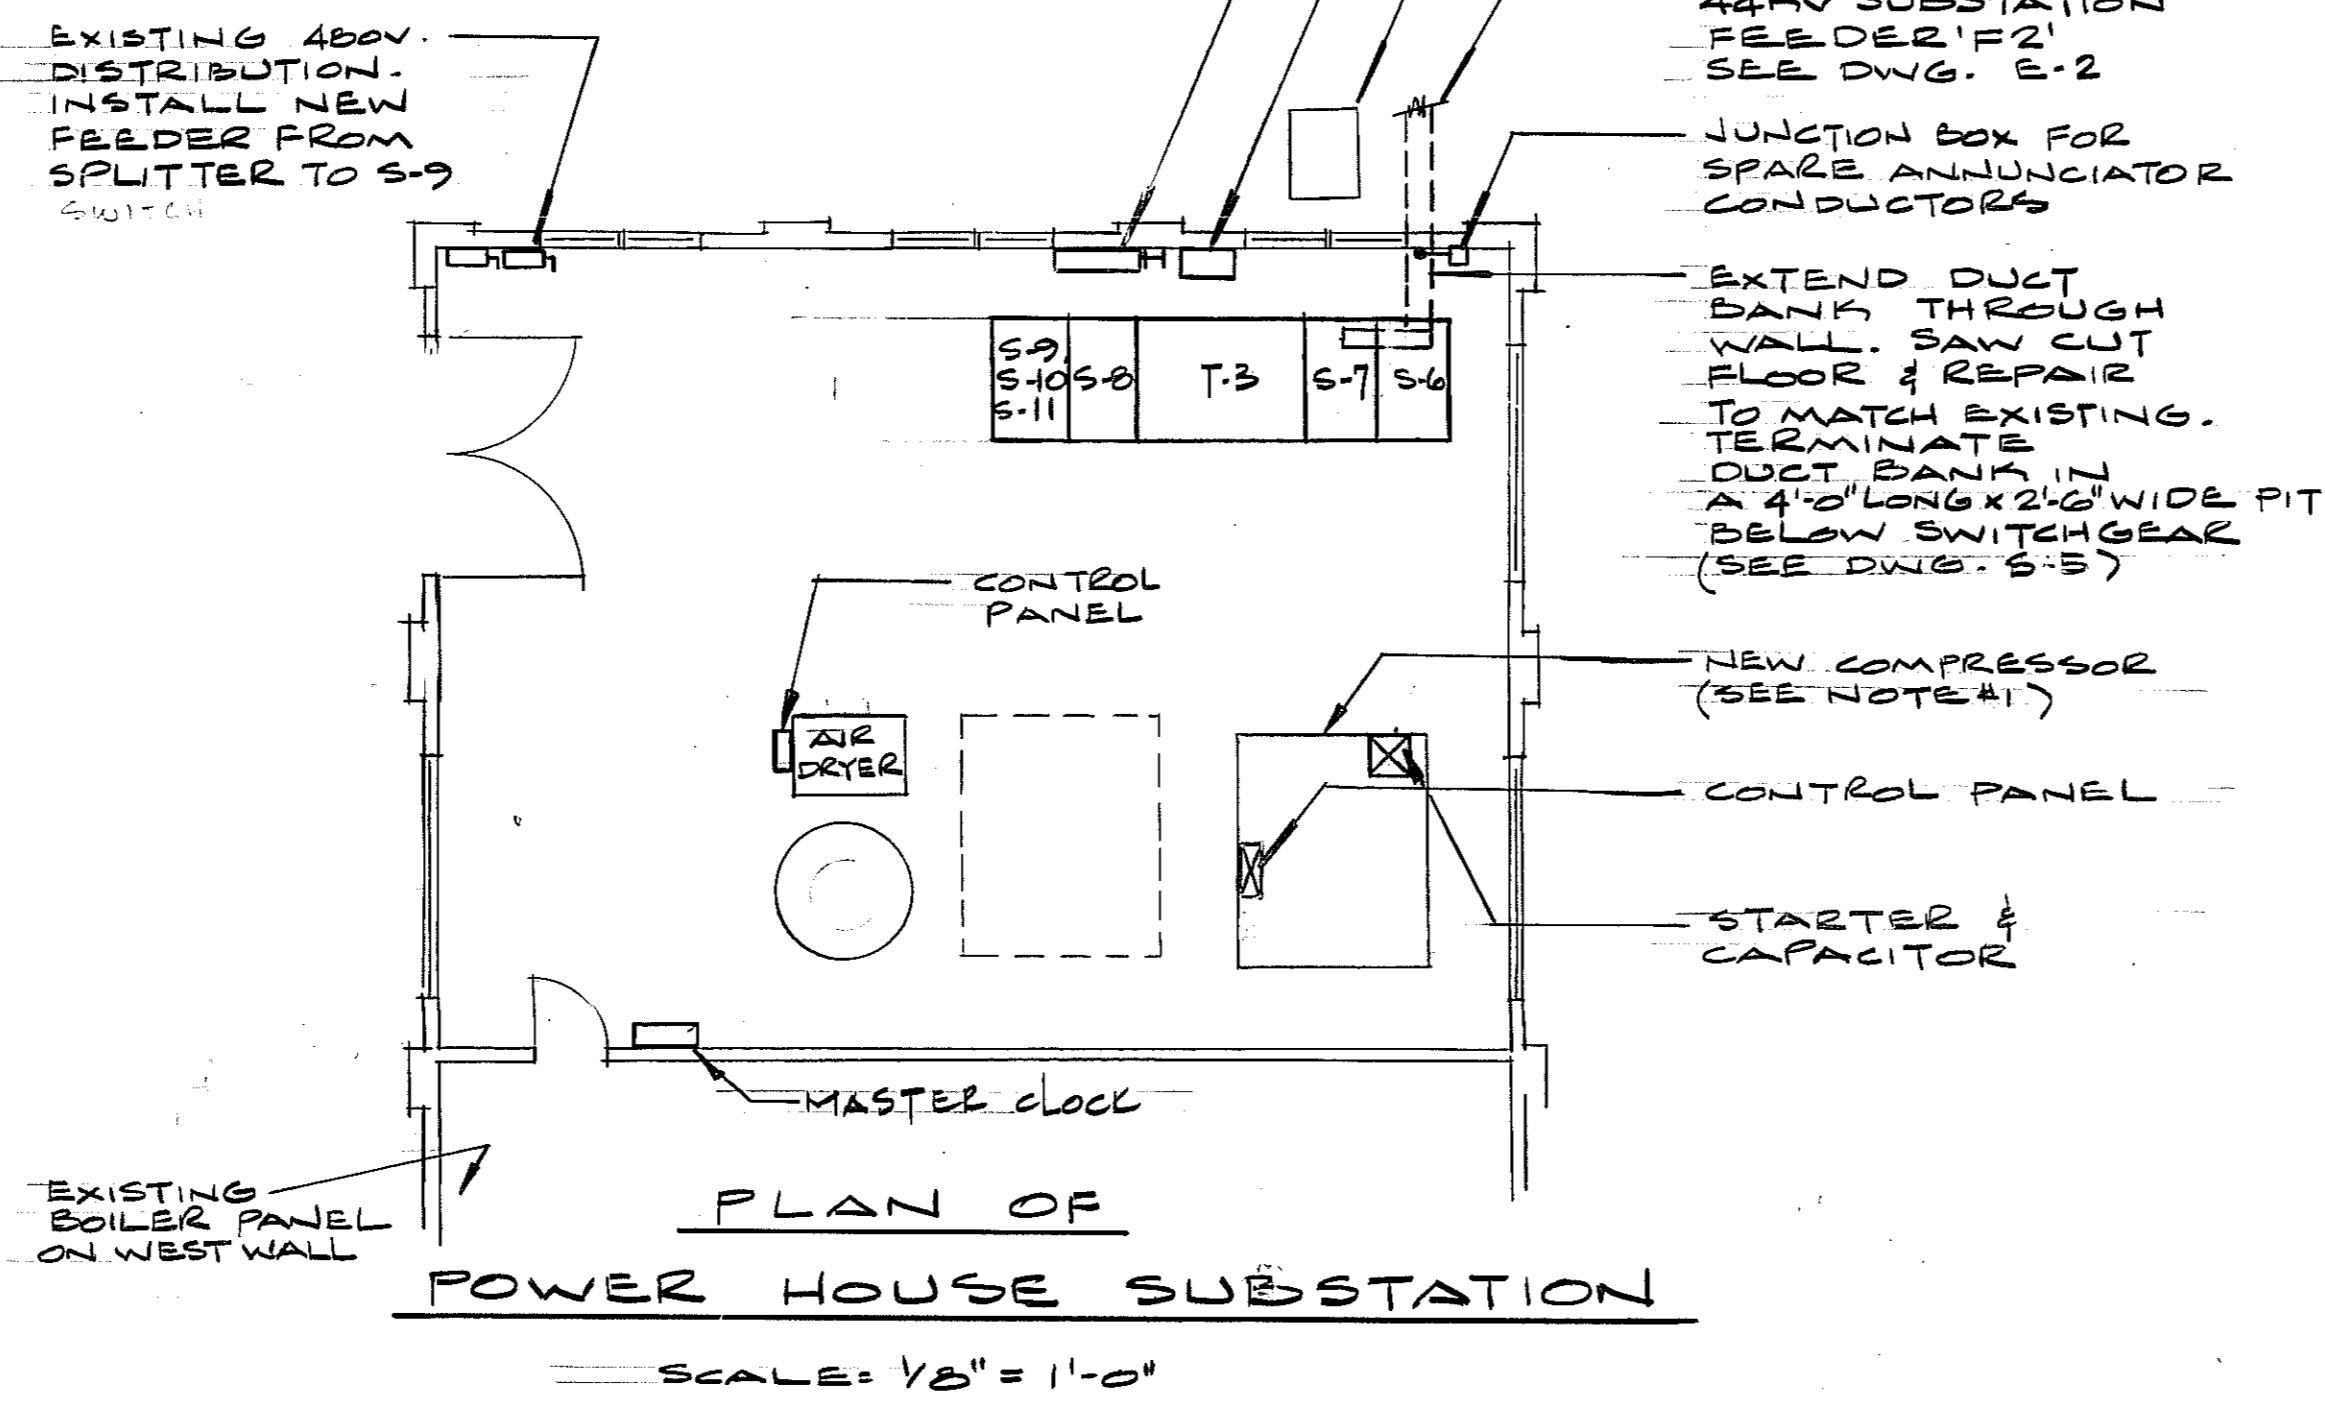 EXISTING 480V.
DISTRIBUTION.
INSTALL NEW
FEEDER FROM
SPLITTER TO S-9
SWITCH
44KV SUBSTATION
FEEDER 'F2'
SEE DWG. E-2
JUNCTION BOX FOR
SPARE ANNUNCIATOR
CONDUCTORS
EXTEND DUCT
BANK THROUGH
WALL. SAW CUT
FLOOR & REPAIR
TO MATCH EXISTING.
TERMINATE
DUCT BANK IN
A 4'-0" LONG x 2'-6" WIDE PIT
BELOW SWITCHGEAR
(SEE DWG. S-5)
S-9
S-10
S-11
S-8
T-3
S-7
S-6
CONTROL
PANEL
AIR
DRYER
NEW COMPRESSOR
(SEE NOTE #1)
CONTROL PANEL
STARTER &
CAPACITOR
MASTER CLOCK
EXISTING
BOILER PANEL
ON WEST WALL
PLAN OF
POWER HOUSE SUBSTATION
SCALE: 1/8" = 1'-0"